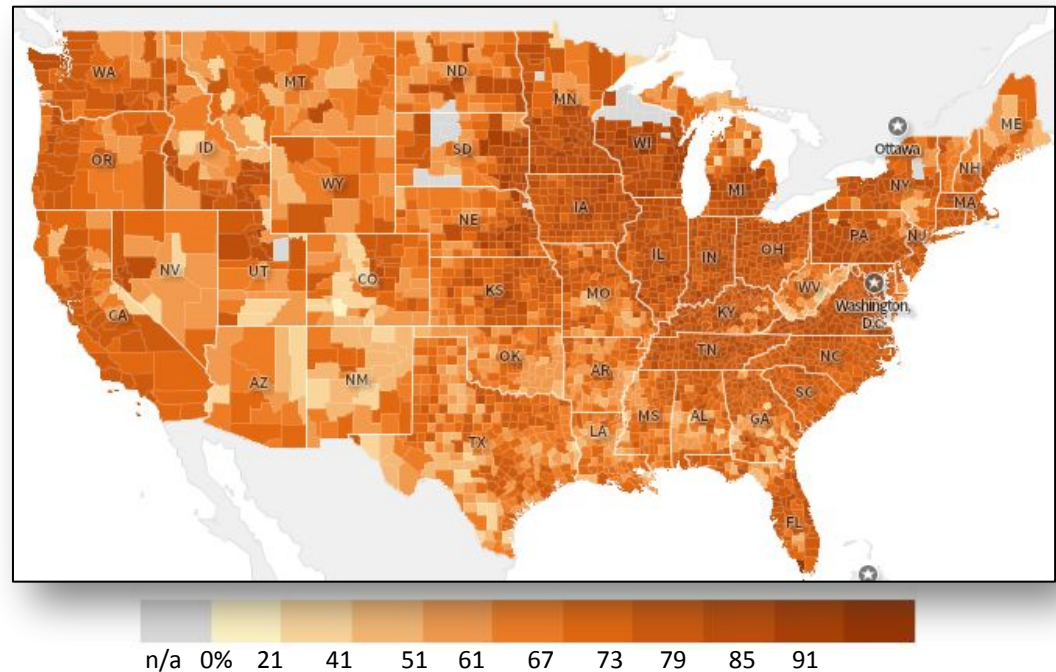 WA
MT
ND
MN
ME
OR
ID
SD
WI
Ottawa
NH
WY
MI
NY
MA
IA
NE
PA
NJ
NV
UT
CO
IL
IN
OH
KS
MO
WV
Washington,
D.C.
CA
KY
TN
NC
OK
AR
AZ
NM
SC
MS
AL
GA
LA
TX
FL
n/a 0% 21 41 51 61 67 73 79 85 91